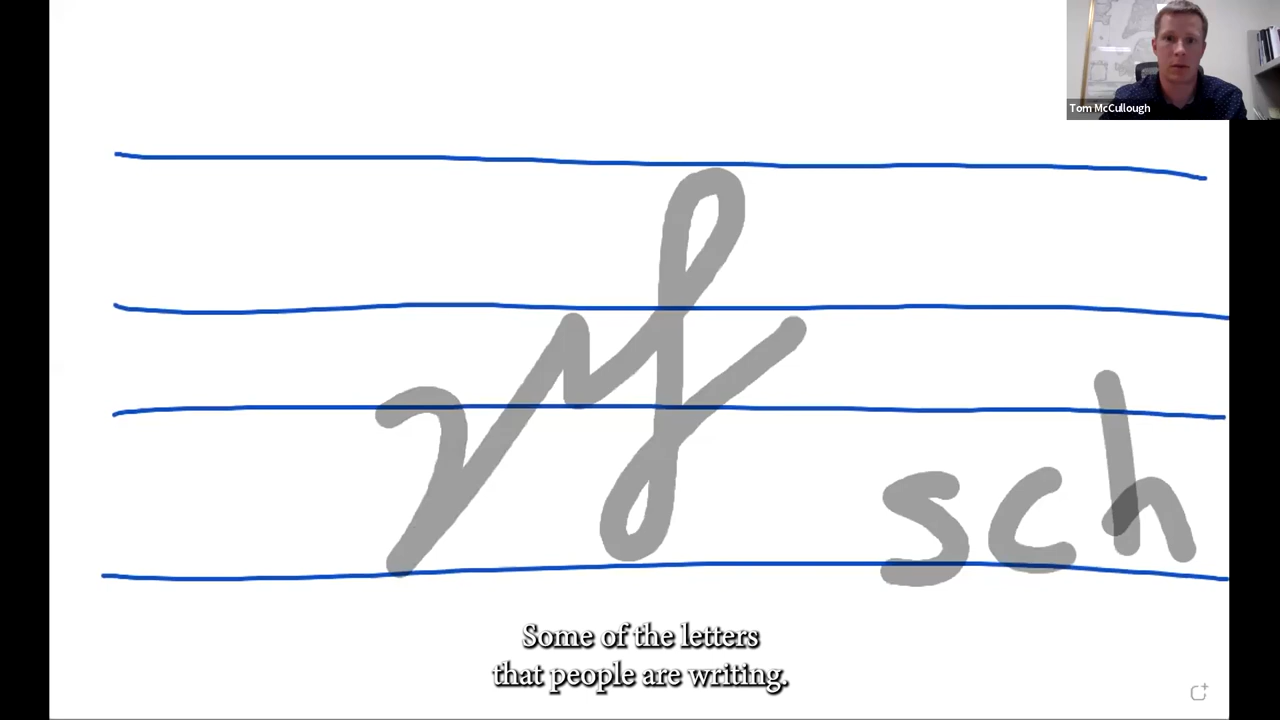 Tom McCullough
sch
Some of the letters
that people are writing.